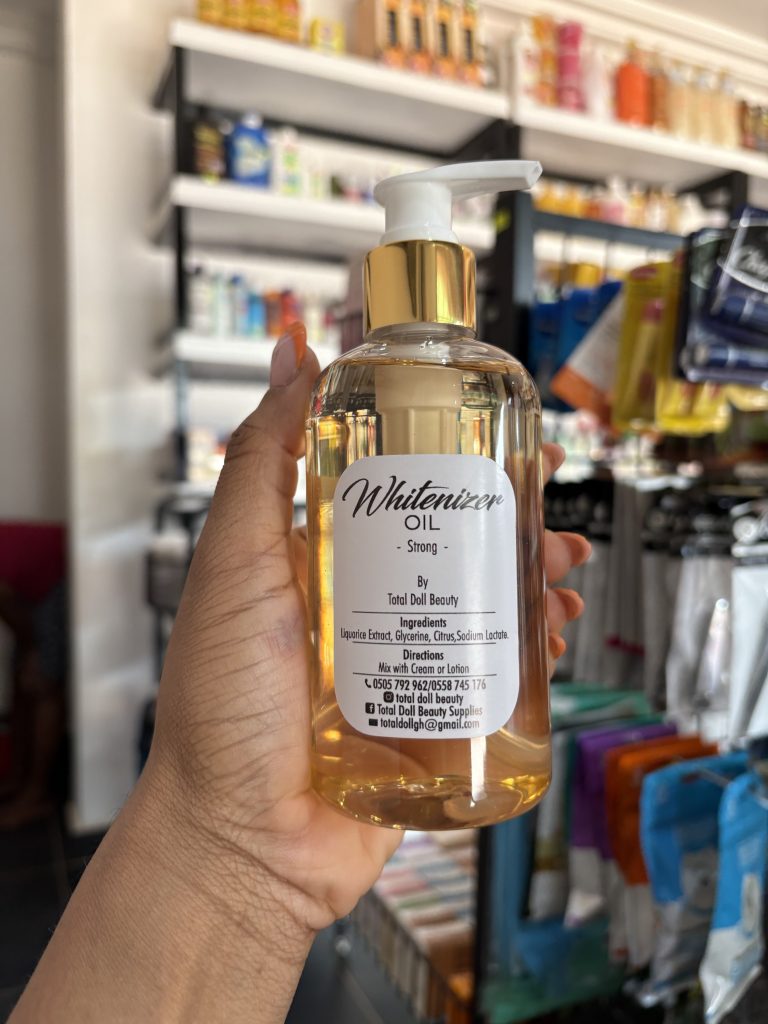 Whitenizer
OIL
- Strong -
By
Total Doll Beauty
Ingredients
Liquorice Extract, Glycerine, Citrus,Sodium Lactate.
Directions
Mix with Cream or Lotion
0505 792 962/0558 745 176
total doll beauty
Total Doll Beauty Supplies
totaldollgh@gmail.com